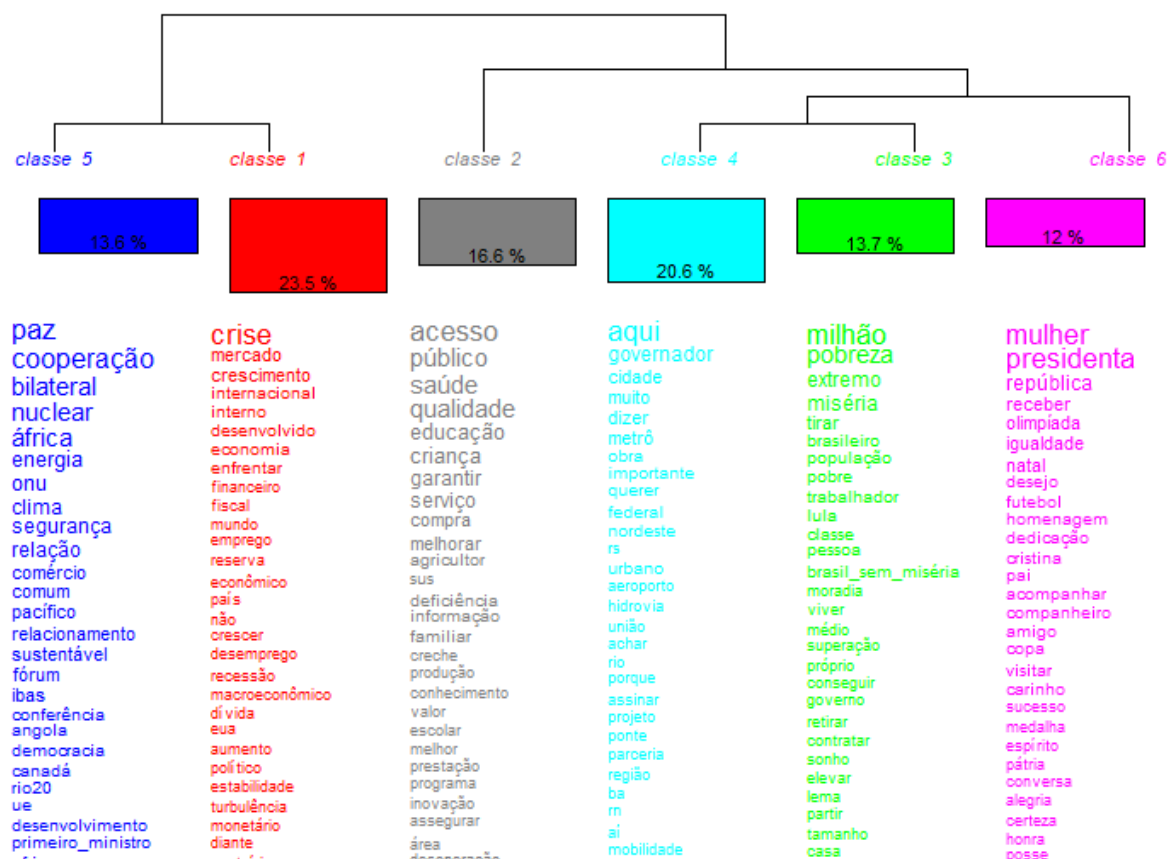 classe 5
classe 1
classe 2
classe 4
classe 3
classe 6
13.6 %
23.5 %
16.6 %
20.6 %
13.7 %
12 %
paz
cooperação
bilateral
nuclear
áfrica
energia
onu
clima
segurança
relação
comércio
comum
pacífico
relacionamento
sustentável
fórum
ibas
conferência
angola
democracia
canadá
rio20
ue
desenvolvimento
primeiro_ministro
crise
mercado
crescimento
internacional
interno
desenvolvido
economia
enfrentar
financeiro
fiscal
mundo
emprego
reserva
econômico
país
não
crescer
desemprego
recessão
macroeconômico
dívida
eua
aumento
político
estabilidade
turbulência
monetário
diante
acesso
público
saúde
qualidade
educação
criança
garantir
serviço
compra
melhorar
agricultor
sus
deficiência
informação
familiar
creche
produção
conhecimento
valor
escolar
melhor
prestação
programa
inovação
assegurar
área
aqui
governador
cidade
muito
dizer
metrô
obra
importante
querer
federal
nordeste
rs
urbano
aeroporto
hidrovia
união
achar
rio
porque
assinar
projeto
ponte
parceria
região
ba
rn
aí
mobilidade
milhão
pobreza
extremo
miséria
tirar
brasileiro
população
pobre
trabalhador
lula
classe
pessoa
brasil_sem_miséria
moradia
viver
médio
superação
próprio
conseguir
governo
retirar
contratar
sonho
elevar
lema
partir
tamanho
casa
mulher
presidenta
república
receber
olimpíada
igualdade
natal
desejo
futebol
homenagem
dedicação
cristina
pai
acompanhar
companheiro
amigo
copa
visitar
carinho
sucesso
medalha
espírito
pátria
conversa
alegria
certeza
honra
posse